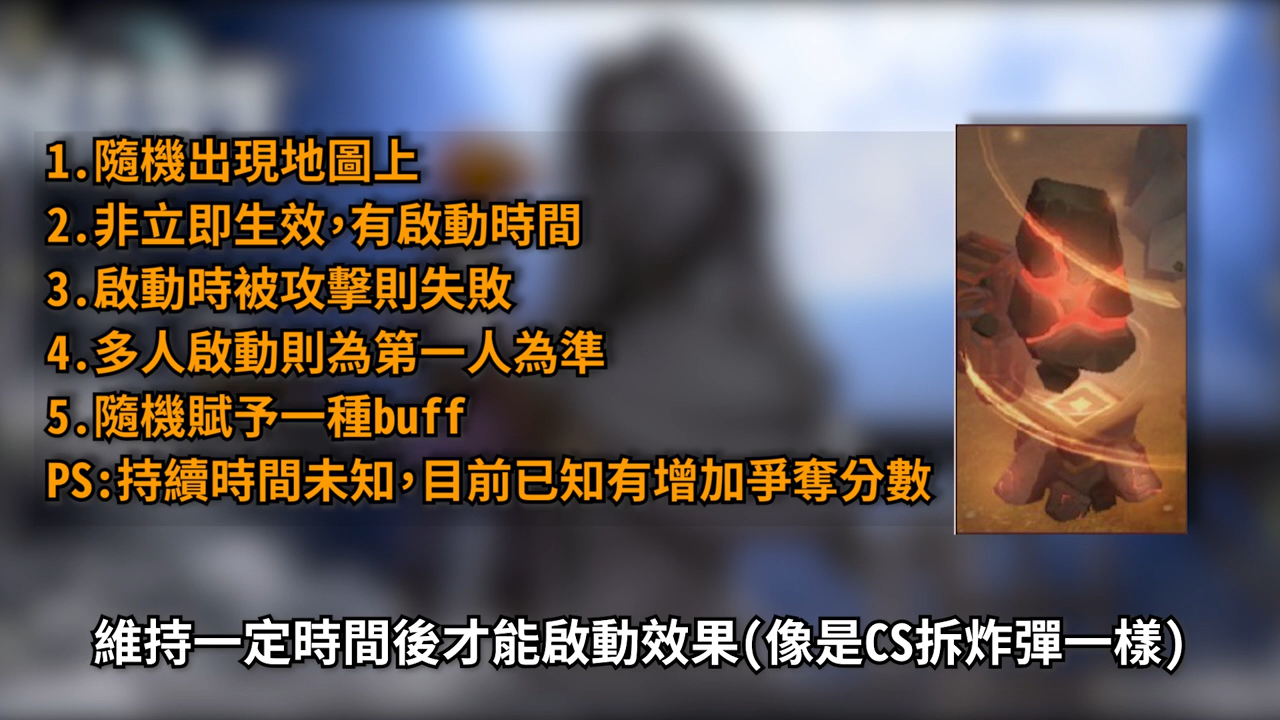 1.隨機出現地圖上
2.非立即生效，有啟動時間
3.啟動時被攻擊則失敗
4.多人啟動則為第一人為準
5.隨機賦予一種buff
PS:持續時間未知，目前已知有增加爭奪分數
維持一定時間後才能啟動效果(像是CS拆炸彈一樣)